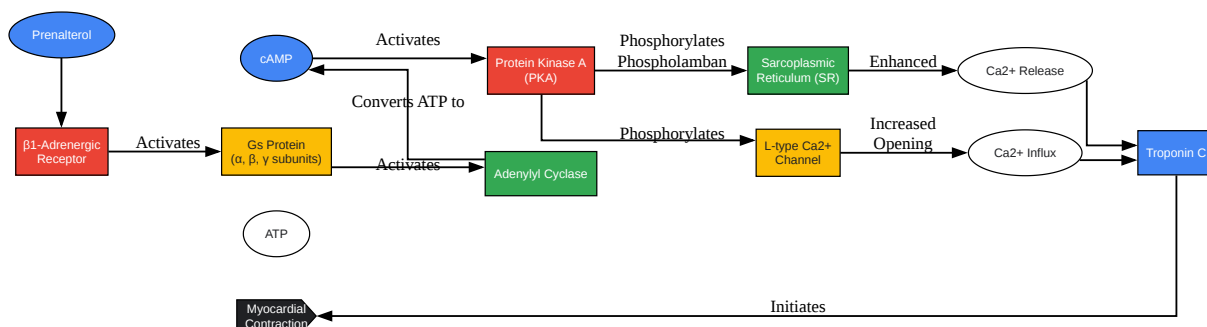 Prenalterol
β1-Adrenergic
Receptor
Activates
Gs Protein
(α, β, γ subunits)
Activates
Adenylyl Cyclase
Converts ATP to
cAMP
Activates
Protein Kinase A
(PKA)
Phosphorylates
Phospholamban
Sarcoplasmic
Reticulum (SR)
Enhanced
Ca2+ Release
Phosphorylates
L-type Ca2+
Channel
Increased
Opening
Ca2+ Influx
Troponin C
ATP
Initiates
Myocardial
Contraction